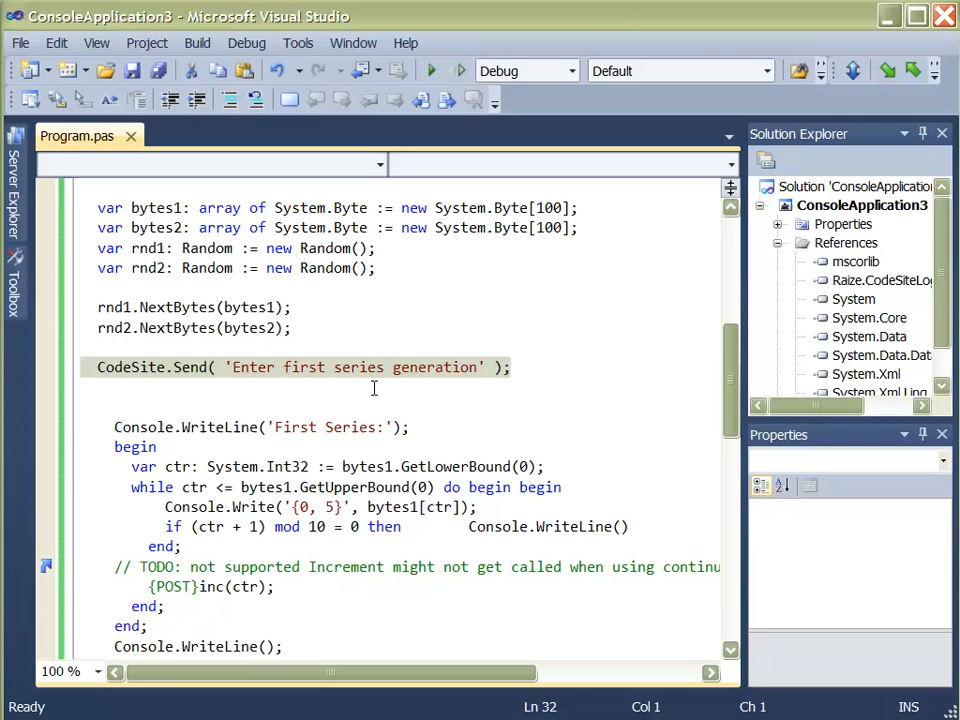 ConsoleApplication3 - Microsoft Visual Studio
File Edit View Project Build Debug Tools Window Help
Debug Default
Program.pas
Server Explorer
Toolbox
var bytes1: array of System.Byte := new System.Byte[100];
var bytes2: array of System.Byte := new System.Byte[100];
var rnd1: Random := new Random();
var rnd2: Random := new Random();
rnd1.NextBytes(bytes1);
rnd2.NextBytes(bytes2);
CodeSite.Send( 'Enter first series generation' );
Console.WriteLine('First Series:');
begin
var ctr: System.Int32 := bytes1.GetLowerBound(0);
while ctr <= bytes1.GetUpperBound(0) do begin begin
Console.Write('{0, 5}', bytes1[ctr]);
if (ctr + 1) mod 10 = 0 then Console.WriteLine()
end;
// TODO: not supported Increment might not get called when using continu
{POST}inc(ctr);
end;
end;
Console.WriteLine();
100 %
Solution Explorer
Solution 'ConsoleApplication
ConsoleApplication3
Properties
References
mscorlib
Raize.CodeSiteLo
System
System.Core
System.Data
System.Data.Dat
System.Xml
System.Xml.Linq
Properties
Ready Ln 32 Col 1 Ch 1 INS